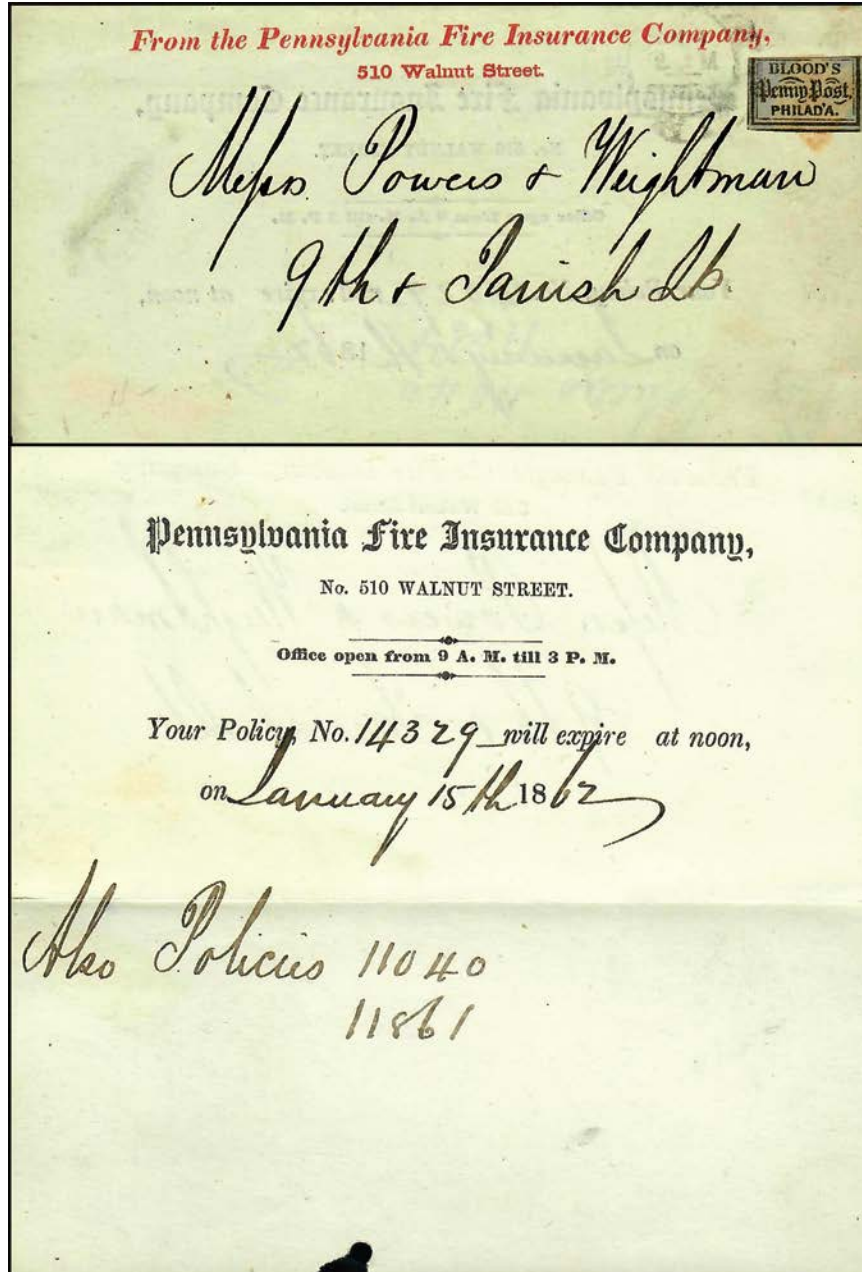 From the Pennsylvania Fire Insurance Company,
510 Walnut Street.
BLOOD'S
Penny Post,
PHILAD'A.
Messrs Powers & Weightman
9th & Parrish Sts.
Pennsylvania Fire Insurance Company,
No. 510 WALNUT STREET.
Office open from 9 A. M. till 3 P. M.
Your Policy, No. 14329 will expire at noon,
on January 15th 1862
Also Policies 11040
11861